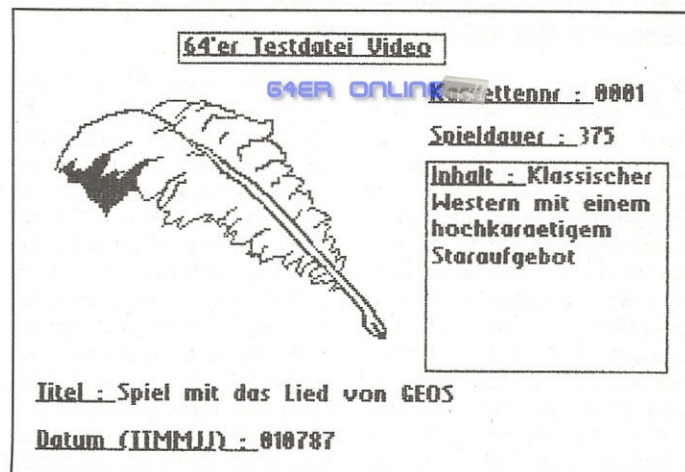 64'er Testdatei Video
64ER ONLINE
Kassettennr : 0001
Spieldauer : 375
Inhalt : Klassischer
Western mit einem
hochkaraetigem
Staraufgebot
Titel : Spiel mit das Lied von GEOS
Datum (TTMMJJ) : 010787